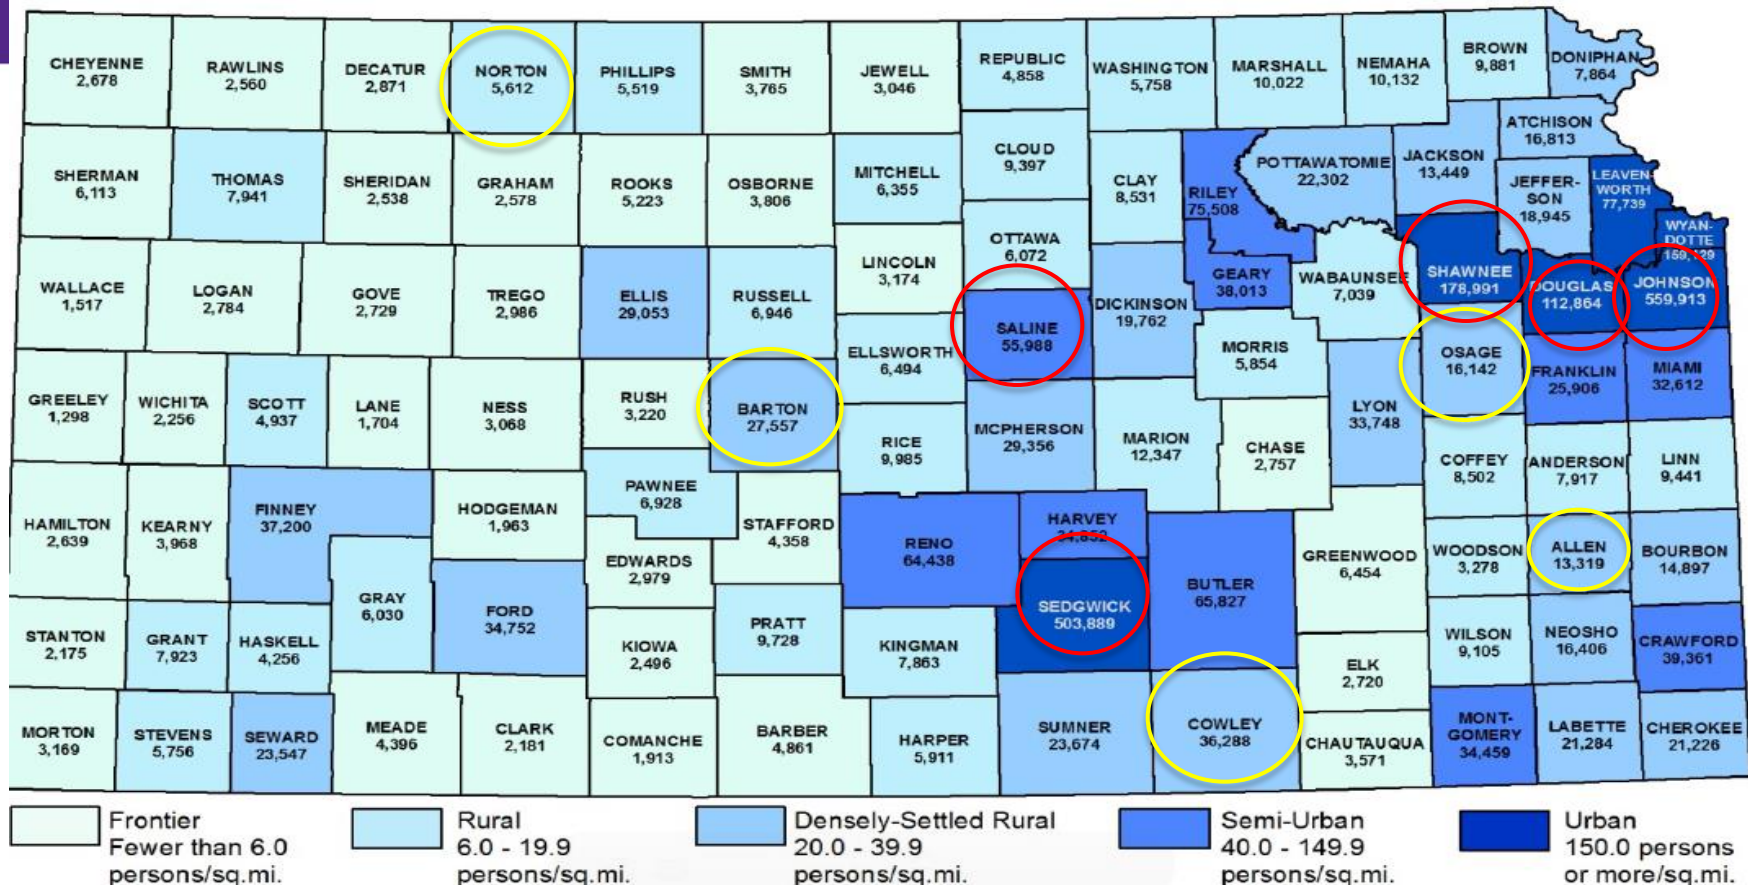 CHEYENNE
2,678
RAWLINS
2,560
DECATUR
2,871
NORTON
5,612
PHILLIPS
5,519
SMITH
3,765
JEWELL
3,046
REPUBLIC
4,858
WASHINGTON
5,758
MARSHALL
10,022
NEMAHA
10,132
BROWN
9,881
DONIPHAN
7,864
SHERMAN
6,113
THOMAS
7,941
SHERIDAN
2,538
GRAHAM
2,578
ROOKS
5,223
OSBORNE
3,806
MITCHELL
6,355
CLOUD
9,397
CLAY
8,531
RILEY
75,508
POTTAWATOMIE
22,302
JACKSON
13,449
ATCHISON
16,813
JEFFER-
SON
18,945
LEAVEN-
WORTH
77,739
WYAN-
DOTTE
159,129
WALLACE
1,517
LOGAN
2,784
GOVE
2,729
TREGO
2,986
ELLIS
29,053
RUSSELL
6,946
LINCOLN
3,174
OTTAWA
6,072
SALINE
55,988
DICKINSON
19,762
GEARY
38,013
WABAUNSEE
7,039
SHAWNEE
178,991
DOUGLAS
112,864
JOHNSON
559,913
GREELEY
1,298
WICHITA
2,256
SCOTT
4,937
LANE
1,704
NESS
3,068
RUSH
3,220
BARTON
27,557
ELLSWORTH
6,494
RICE
9,985
MCPHERSON
29,356
MARION
12,347
MORRIS
5,854
CHASE
2,757
LYON
33,748
OSAGE
16,142
FRANKLIN
25,906
MIAMI
32,612
COFFEY
8,502
ANDERSON
7,917
LINN
9,441
HAMILTON
2,639
KEARNY
3,968
FINNEY
37,200
HODGEMAN
1,963
PAWNEE
6,928
EDWARDS
2,979
STAFFORD
4,358
RENO
64,438
HARVEY
34,852
SEDGWICK
503,889
BUTLER
65,827
GREENWOOD
6,454
WOODSON
3,278
ALLEN
13,319
BOURBON
14,897
STANTON
2,175
GRANT
7,923
HASKELL
4,256
GRAY
6,030
FORD
34,752
KIOWA
2,496
PRATT
9,728
KINGMAN
7,863
ELK
2,720
WILSON
9,105
NEOSHO
16,406
CRAWFORD
39,361
MORTON
3,169
STEVENS
5,756
SEWARD
23,547
MEADE
4,396
CLARK
2,181
COMANCHE
1,913
BARBER
4,861
HARPER
5,911
SUMNER
23,674
COWLEY
36,288
CHAUTAUQUA
3,571
MONT-
GOMERY
34,459
LABETTE
21,284
CHEROKEE
21,226
Frontier
Fewer than 6.0
persons/sq.mi.
Rural
6.0 - 19.9
persons/sq.mi.
Densely-Settled Rural
20.0 - 39.9
persons/sq.mi.
Semi-Urban
40.0 - 149.9
persons/sq.mi.
Urban
150.0 persons
or more/sq.mi.